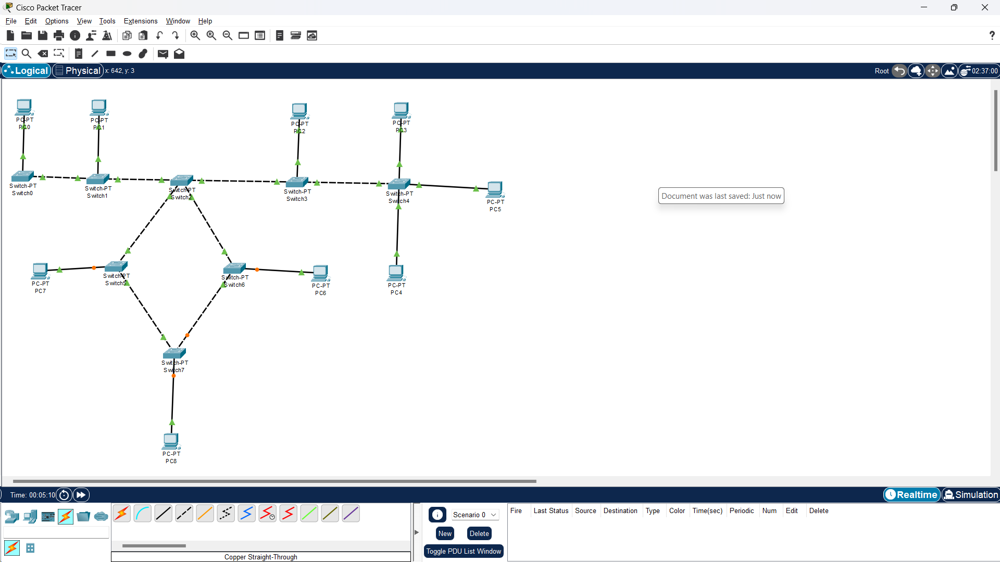 Cisco Packet Tracer
File Edit Options View Tools Extensions Window Help
Logical Physical x: 642, y: 3 Root 02:37:00
PC-PT
PC0
PC-PT
PC1
PC-PT
PC2
PC-PT
PC3
Switch-PT
Switch0
Switch-PT
Switch1
Switch-PT
Switch2
Switch-PT
Switch3
Switch-PT
Switch4
PC-PT
PC5
Document was last saved: Just now
PC-PT
PC7
Switch-PT
Switch5
Switch-PT
Switch6
PC-PT
PC6
PC-PT
PC4
Switch-PT
Switch7
PC-PT
PC8
Time: 00:05:10 Realtime Simulation
Scenario 0
New Delete
Toggle PDU List Window
Fire Last Status Source Destination Type Color Time(sec) Periodic Num Edit Delete
Copper Straight-Through